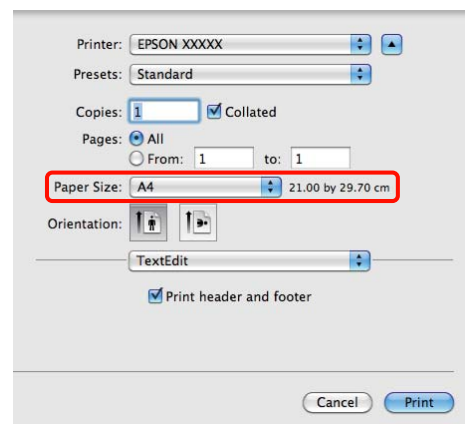 Printer: EPSON XXXXX
Presets: Standard
Copies: 1 Collated
Pages: All
From: 1 to: 1
Paper Size: A4 21.00 by 29.70 cm
Orientation:
TextEdit
Print header and footer
Cancel Print